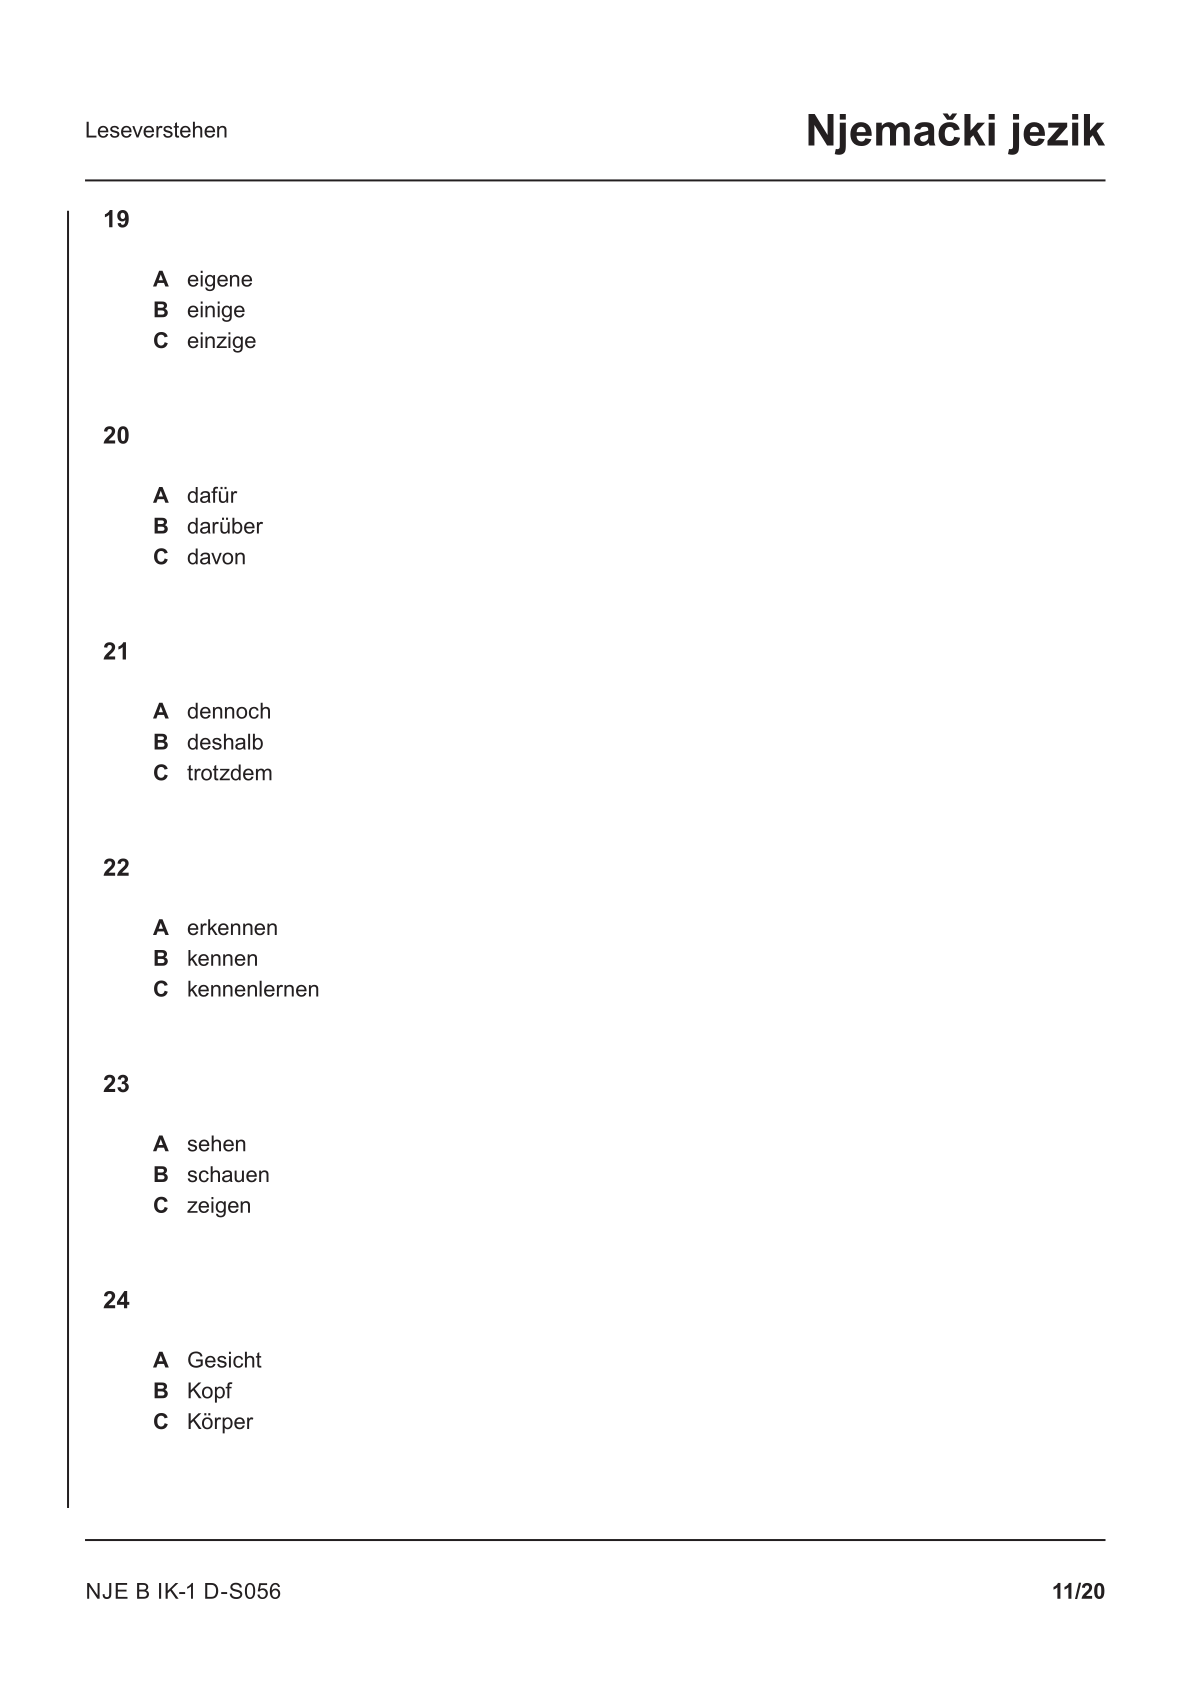 Leseverstehen
Njemački jezik
19
A eigene
B einige
C einzige
20
A dafür
B darüber
C davon
21
A dennoch
B deshalb
C trotzdem
22
A erkennen
B kennen
C kennenlernen
23
A sehen
B schauen
C zeigen
24
A Gesicht
B Kopf
C Körper
NJE B IK-1 D-S056
11/20